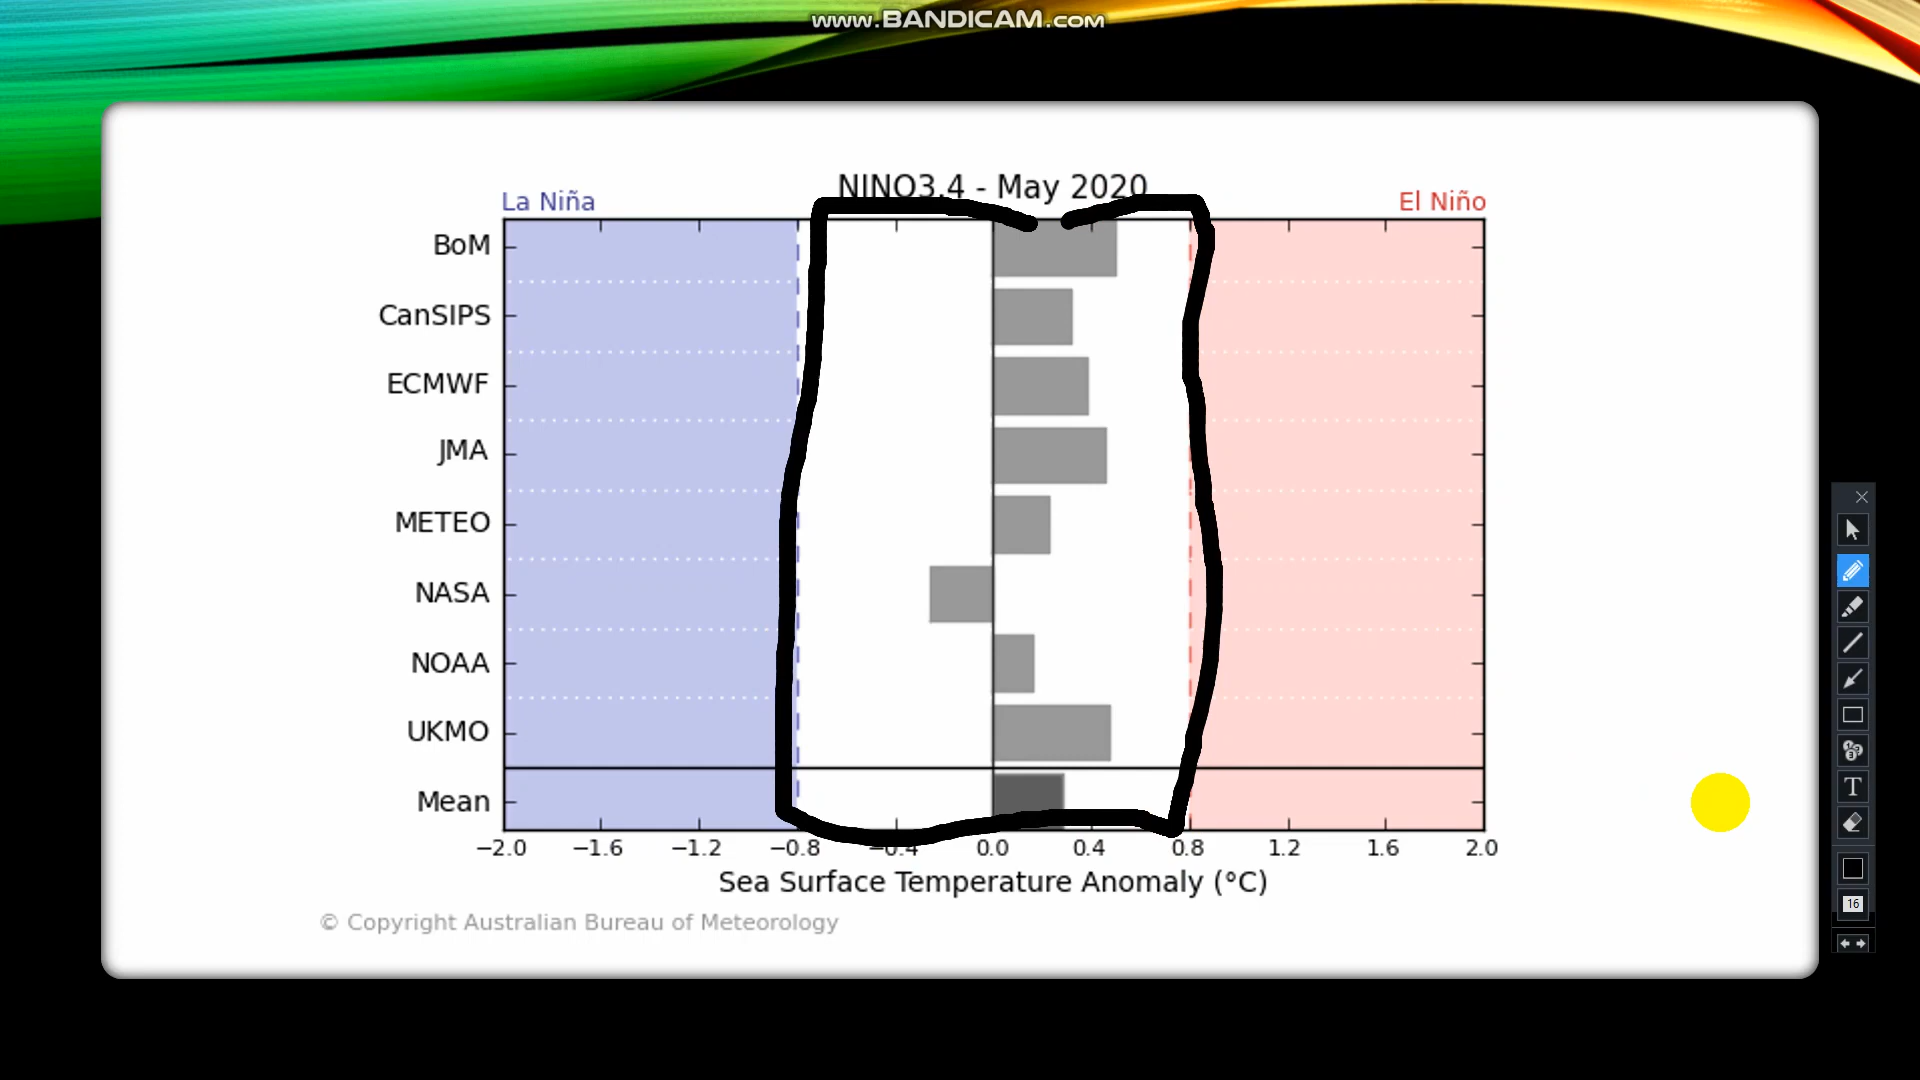 www.BANDICAM.com
NINO3.4 - May 2020
La Niña
El Niño
BoM
CanSIPS
ECMWF
JMA
METEO
NASA
NOAA
UKMO
Mean
−2.0 −1.6 −1.2 −0.8 −0.4 0.0 0.4 0.8 1.2 1.6 2.0
Sea Surface Temperature Anomaly (°C)
© Copyright Australian Bureau of Meteorology
T
16